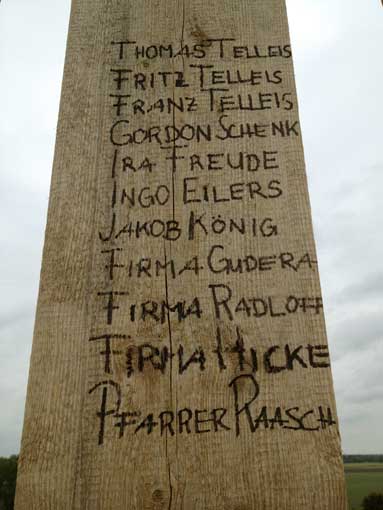 THOMAS TELLEIS
FRITZ TELLEIS
FRANZ TELLEIS
GORDON SCHENK
IRA FREUDE
INGO EILERS
JAKOB KÖNIG
FIRMA GUDERA
FIRMA RADLOFF
FIRMA HICKE
PFARRER RAASCH